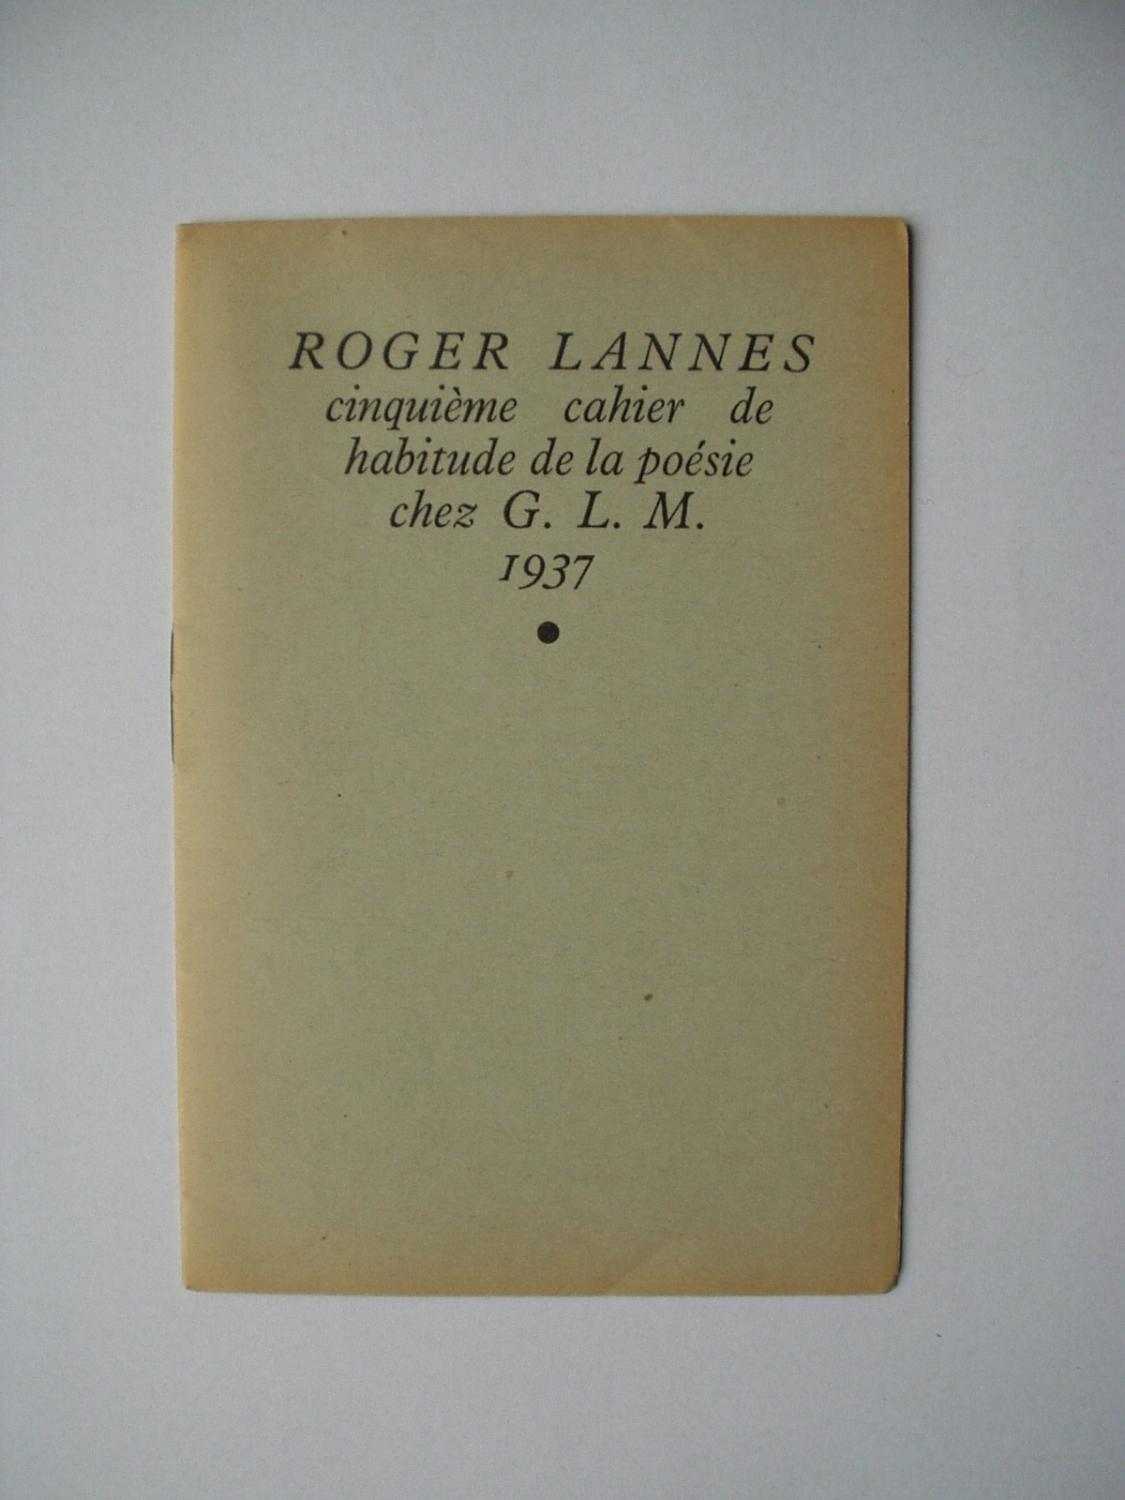 ROGER LANNES
cinquième cahier de
habitude de la poésie
chez G. L. M.
1937